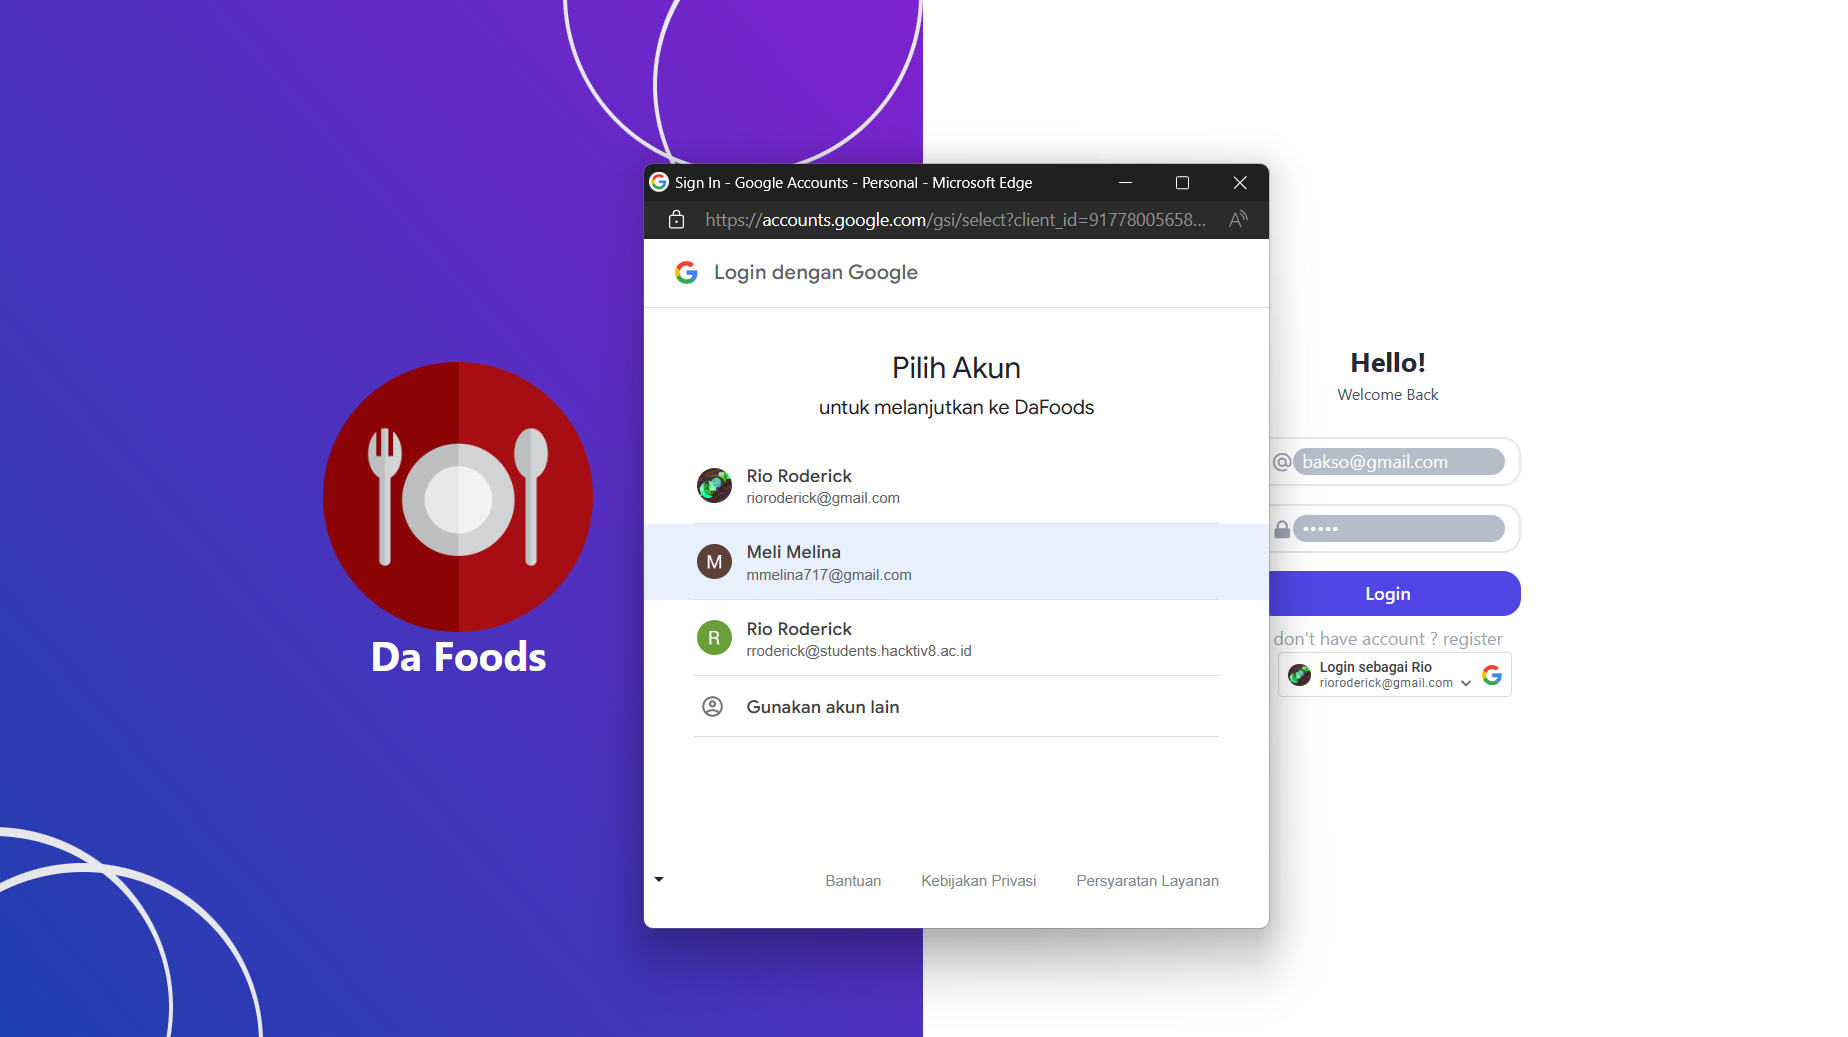 Sign In - Google Accounts - Personal - Microsoft Edge
https://accounts.google.com/gsi/select?client_id=91778005658...
Login dengan Google
Pilih Akun
untuk melanjutkan ke DaFoods
Rio Roderick
rioroderick@gmail.com
M
Meli Melina
mmelina717@gmail.com
R
Rio Roderick
rroderick@students.hacktiv8.ac.id
Gunakan akun lain
Bantuan
Kebijakan Privasi
Persyaratan Layanan
Da Foods
Hello!
Welcome Back
bakso@gmail.com
•••••
Login
don't have account ? register
Login sebagai Rio
rioroderick@gmail.com